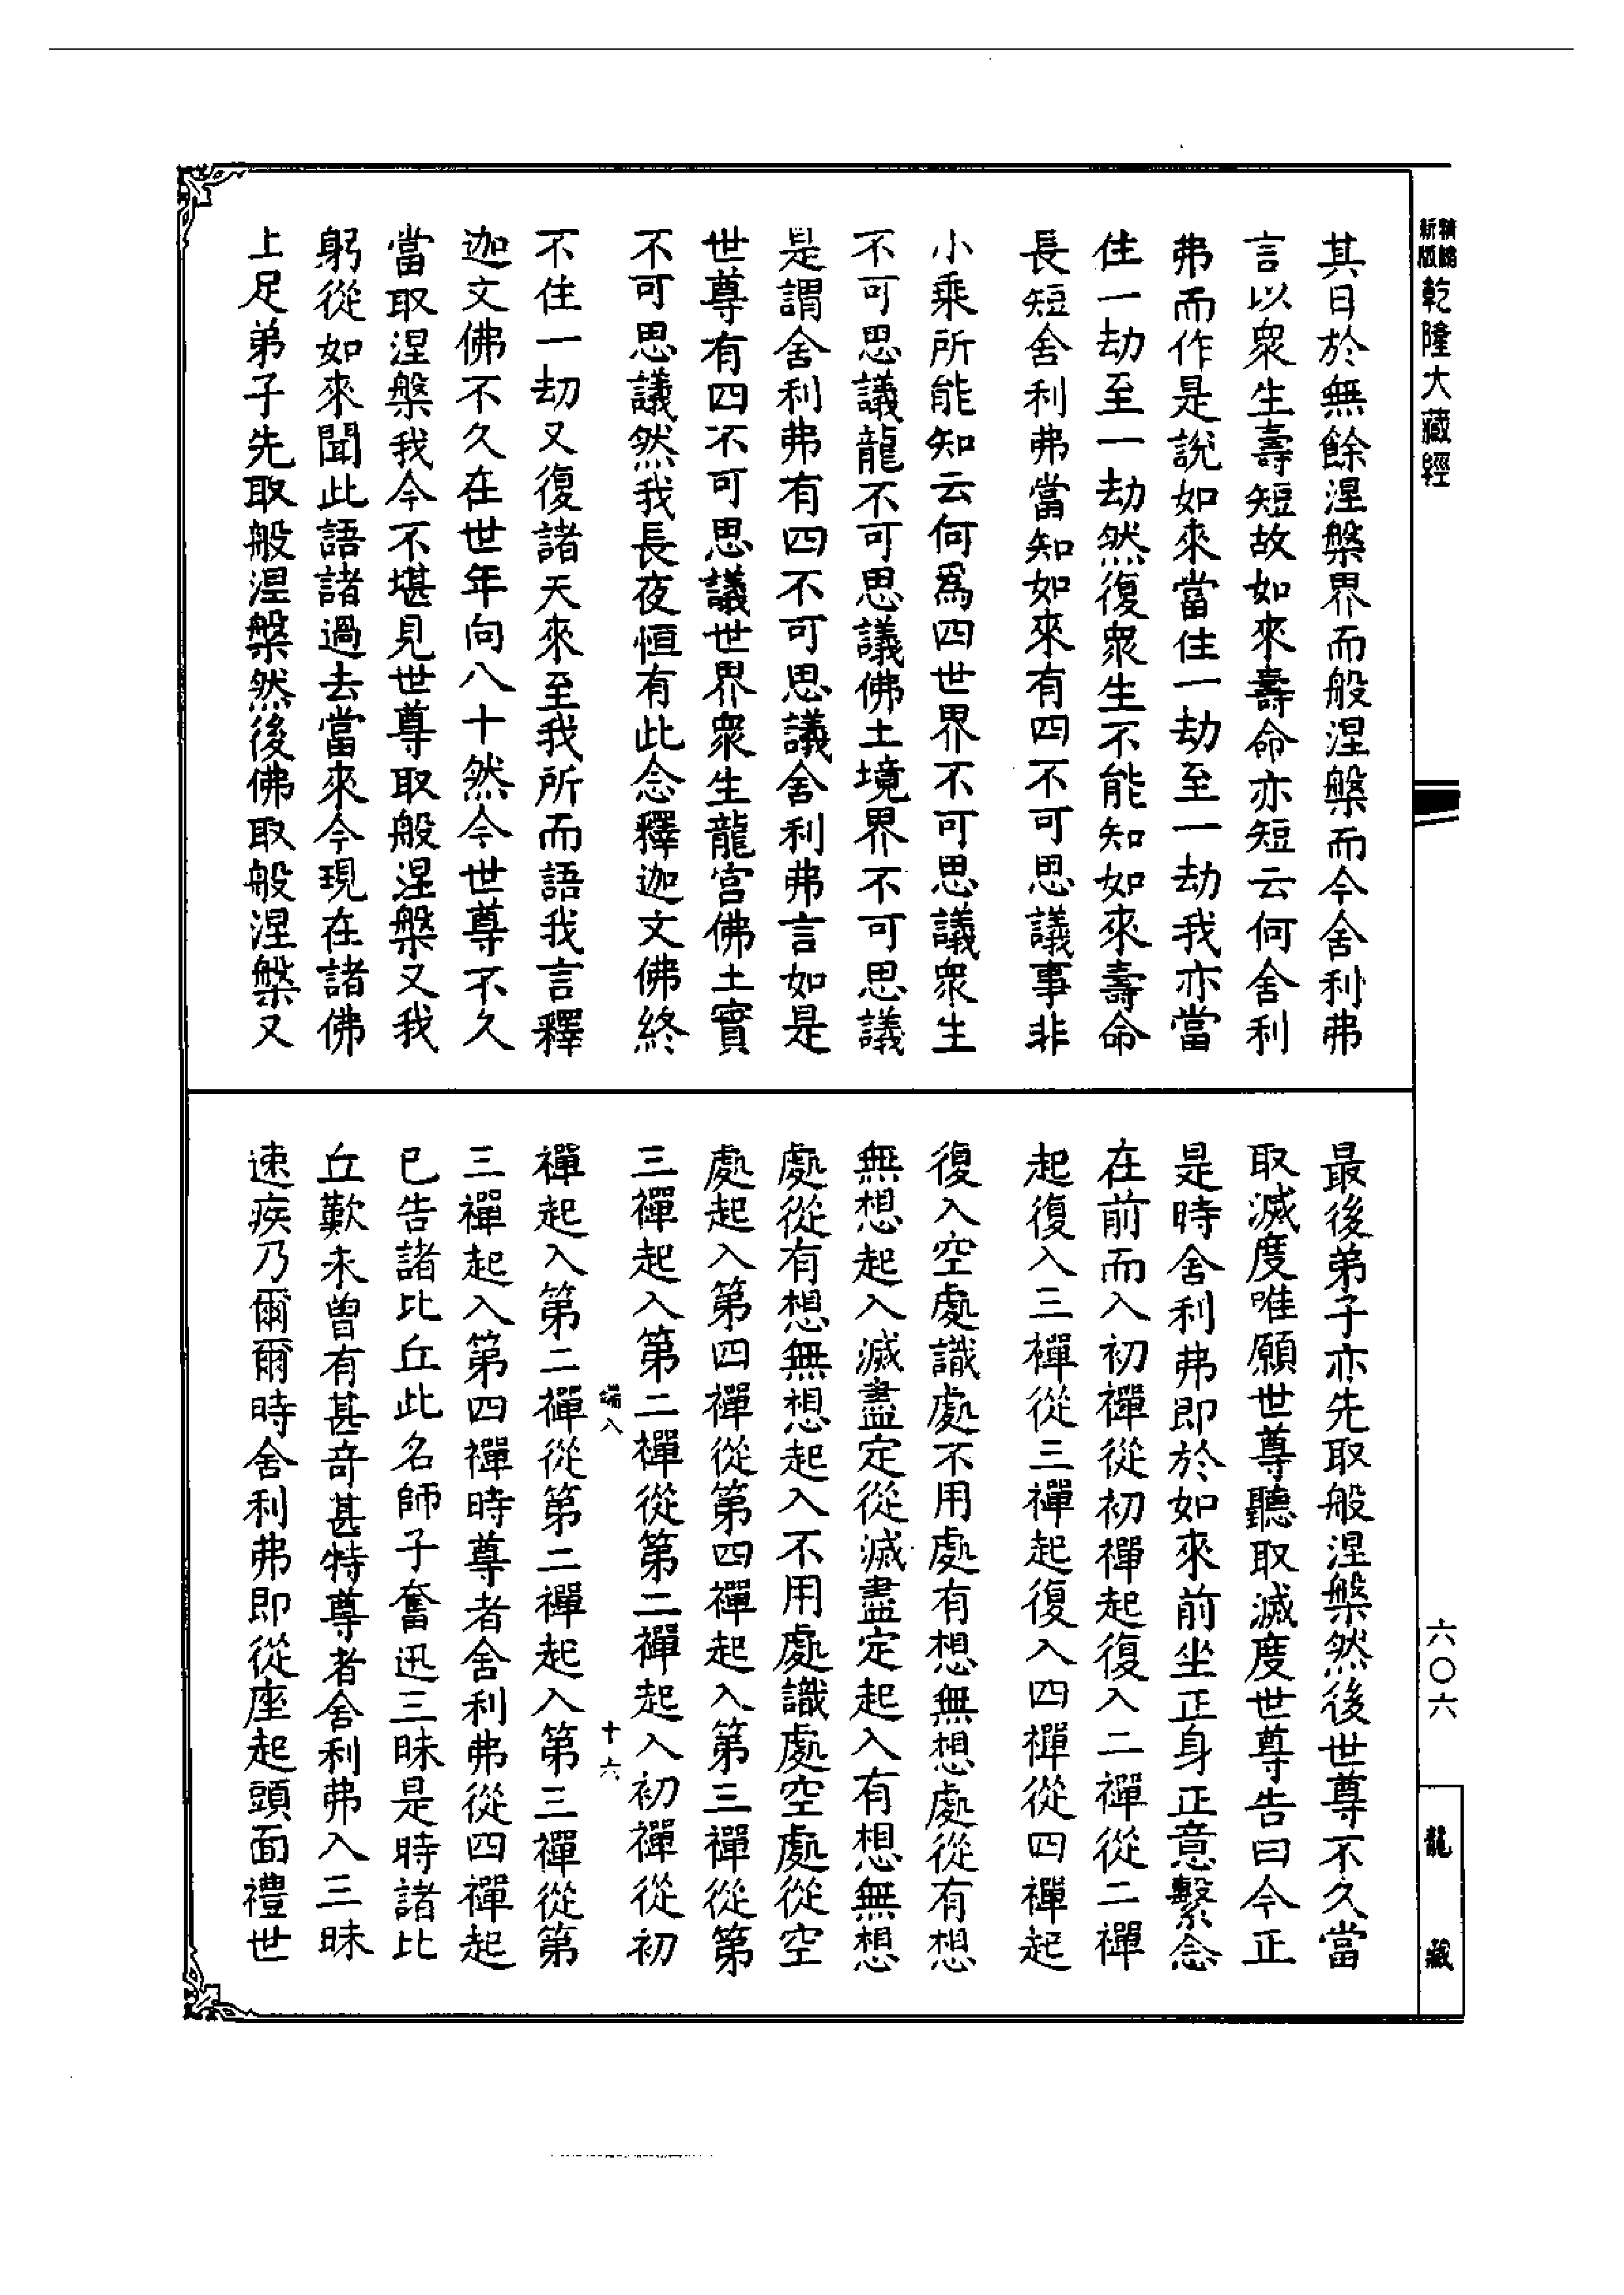 新版
精縮
乾隆大藏經
六〇六
龍藏
其日於無餘涅槃界而般涅槃而今舍利弗
言以衆生壽短故如來壽命亦短云何舍利
弗而作是説如來當住一劫至一劫我亦當
住一劫至一劫然復衆生不能知如來壽命
長短舍利弗當知如來有四不可思議事非
小乘所能知云何爲四世界不可思議衆生
不可思議龍不可思議佛土境界不可思議
是謂舍利弗有四不可思議舍利弗言如是
世尊有四不可思議世界衆生龍宮佛土實
不可思議然我長夜恒有此念釋迦文佛終
不住一劫又復諸天來至我所而語我言釋
迦文佛不久在世年向八十然今世尊不久
當取涅槃我今不堪見世尊取般涅槃又我
躬從如來聞此語諸過去當來今現在諸佛
上足弟子先取般涅槃然後佛取般涅槃又
最後弟子亦先取般涅槃然後世尊不久當
取滅度唯願世尊聽取滅度世尊告曰今正
是時舍利弗即於如來前坐正身正意繫念
在前而入初禪從初禪起復入二禪從二禪
起復入三禪從三禪起復入四禪從四禪起
復入空處識處不用處有想無想處從有想
無想起入滅盡定從滅盡定起入有想無想
處從有想無想起入不用處識處空處從空
處起入第四禪從第四禪起入第三禪從第
三禪起入第二禪從第二禪起入初禪從初
端入 十六
禪起入第二禪從第二禪起入第三禪從第
三禪起入第四禪時尊者舍利弗從四禪起
已告諸比丘此名師子奮迅三昧是時諸比
丘歎未曾有甚奇甚特尊者舍利弗入三昧
速疾乃爾爾時舍利弗即從座起頭面禮世